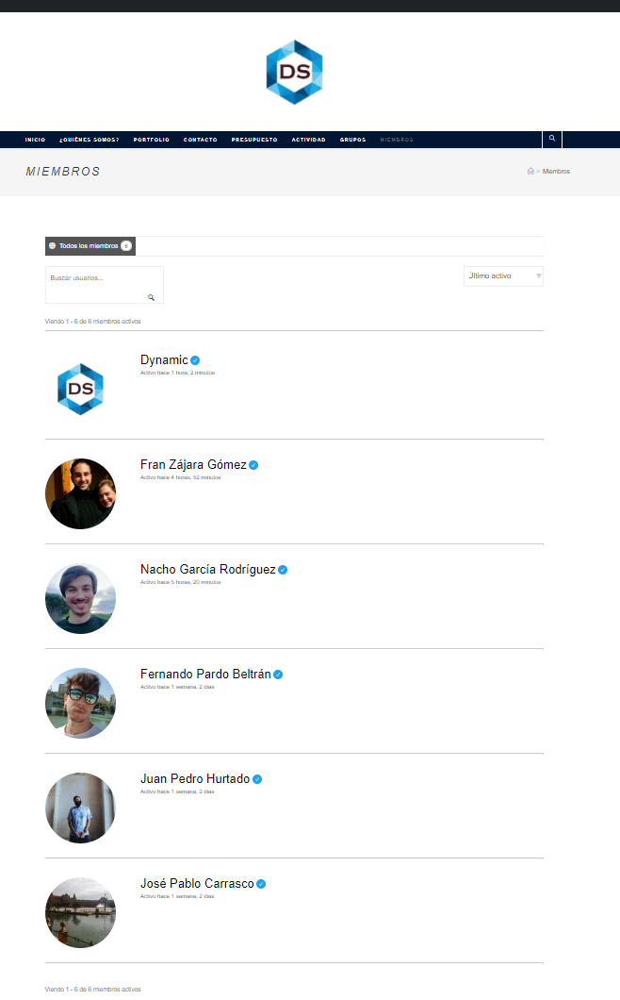 DS
INICIO ¿QUIÉNES SOMOS? PORTFOLIO CONTACTO PRESUPUESTO ACTIVIDAD GRUPOS MIEMBROS
MIEMBROS
> Miembros
Todos los miembros 6
Buscar usuarios...
Último activo
Viendo 1 - 6 de 6 miembros activos
DS
Dynamic
Activo hace 1 hora, 2 minutos
Fran Zájara Gómez
Activo hace 4 horas, 52 minutos
Nacho García Rodríguez
Activo hace 5 horas, 20 minutos
Fernando Pardo Beltrán
Activo hace 1 semana, 2 días
Juan Pedro Hurtado
Activo hace 1 semana, 2 días
José Pablo Carrasco
Activo hace 1 semana, 2 días
Viendo 1 - 6 de 6 miembros activos